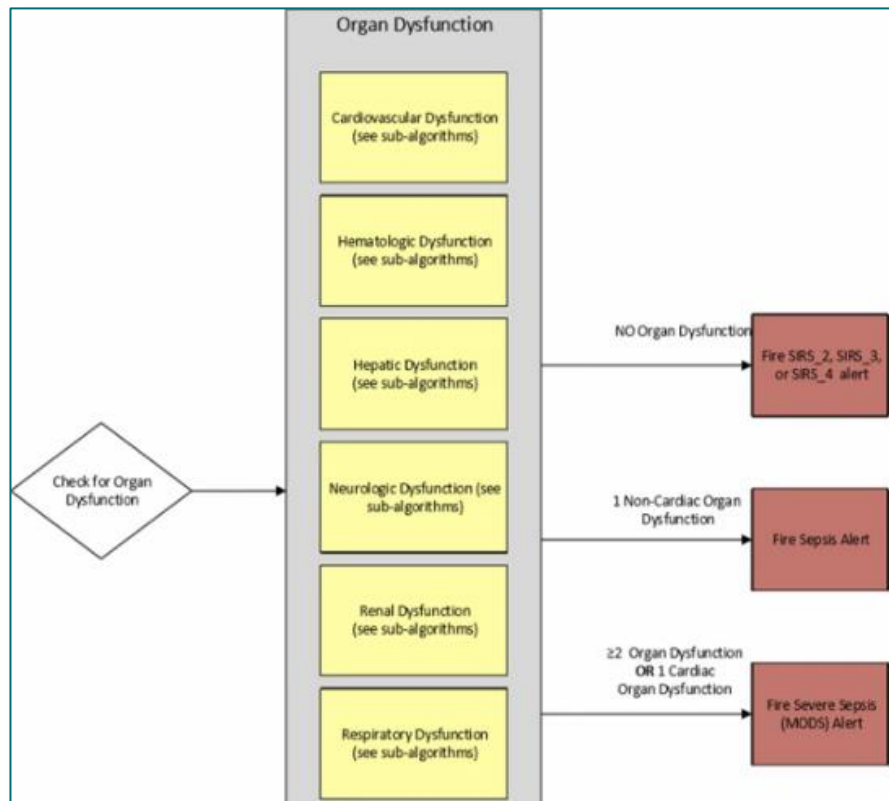 Organ Dysfunction
Cardiovascular Dysfunction
(see sub-algorithms)
Hematologic Dysfunction
(see sub-algorithms)
Hepatic Dysfunction
(see sub-algorithms)
Neurologic Dysfunction (see
sub-algorithms)
Renal Dysfunction
(see sub-algorithms)
Respiratory Dysfunction
(see sub-algorithms)
Check for Organ
Dysfunction
NO Organ Dysfunction
Fire SIRS_2, SIRS_3,
or SIRS_4 alert
1 Non-Cardiac Organ
Dysfunction
Fire Sepsis Alert
≥2 Organ Dysfunction
OR 1 Cardiac
Organ Dysfunction
Fire Severe Sepsis
(MODS) Alert